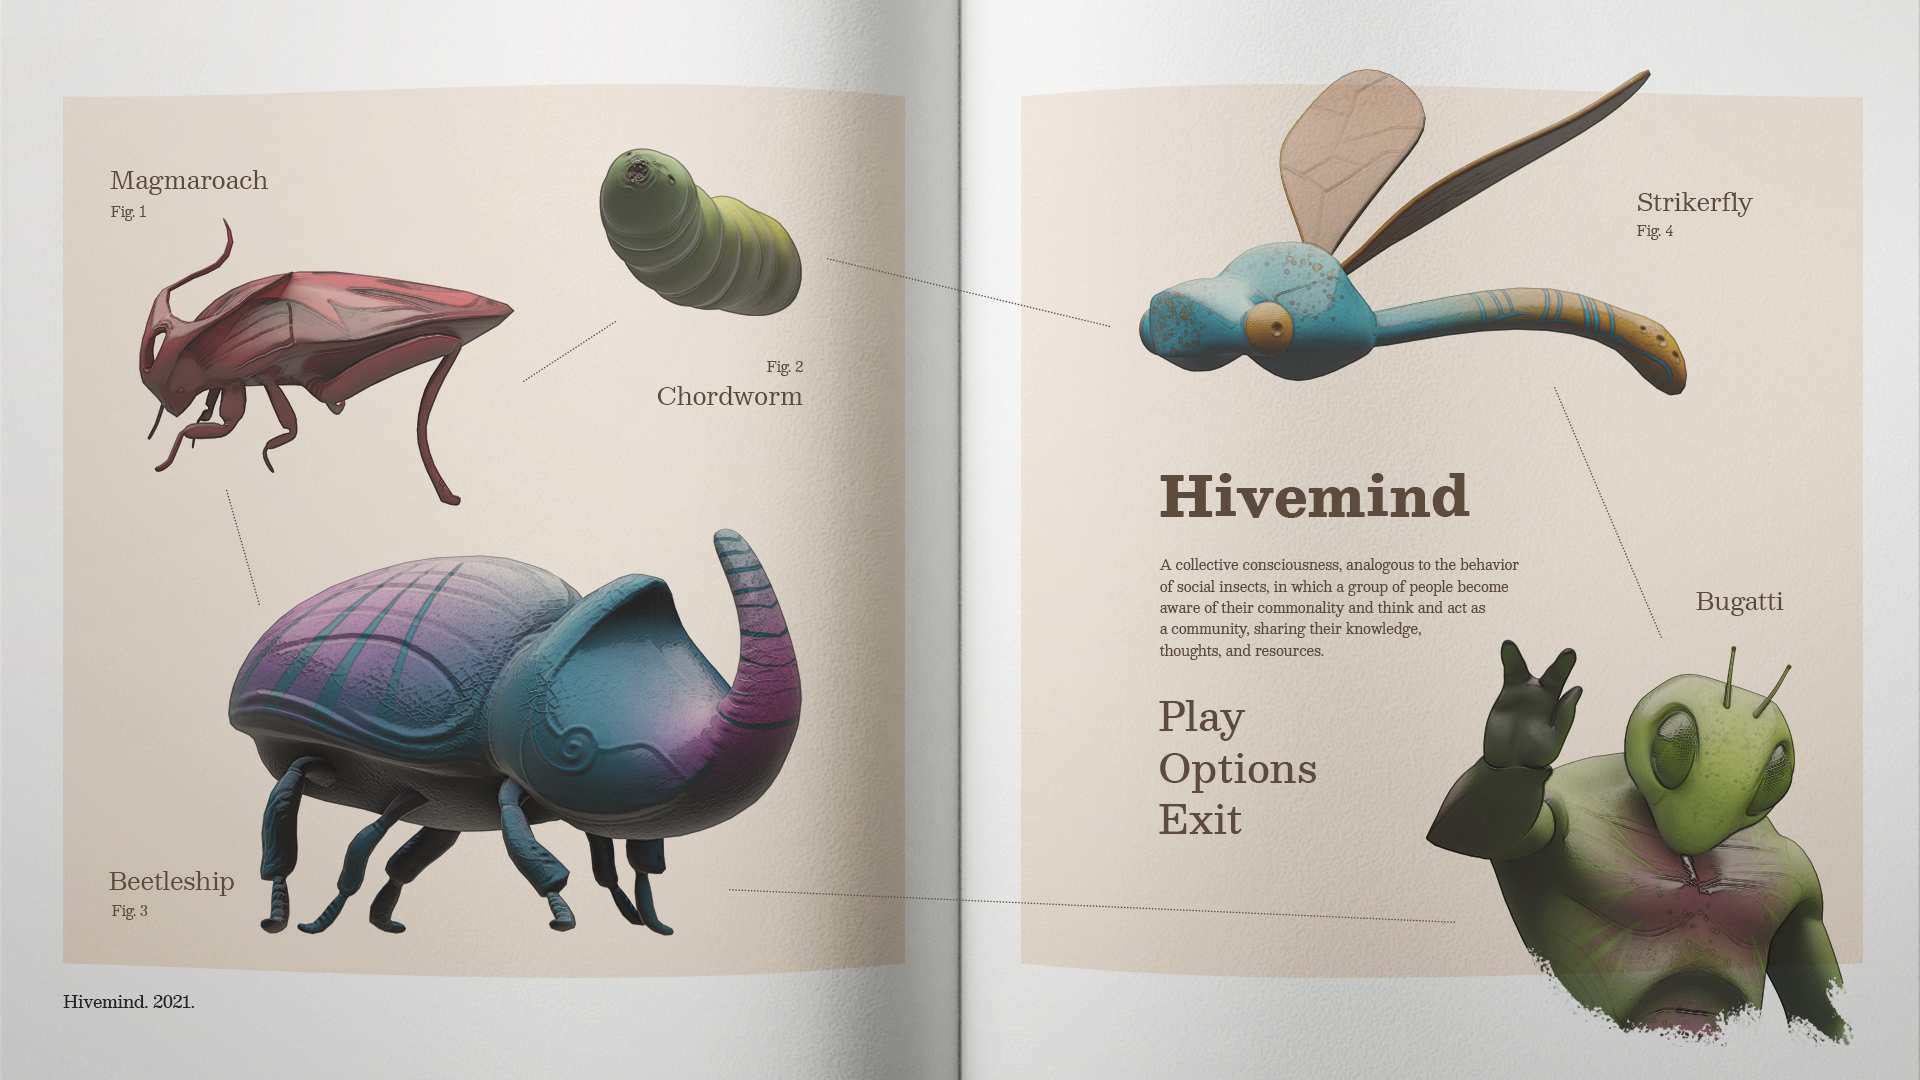 Magmaroach
Fig. 1
Fig. 2
Chordworm
Beetleship
Fig. 3
Hivemind. 2021.
Strikerfly
Fig. 4
Hivemind
A collective consciousness, analogous to the behavior
of social insects, in which a group of people become
aware of their commonality and think and act as
a community, sharing their knowledge,
thoughts, and resources.
Play
Options
Exit
Bugatti